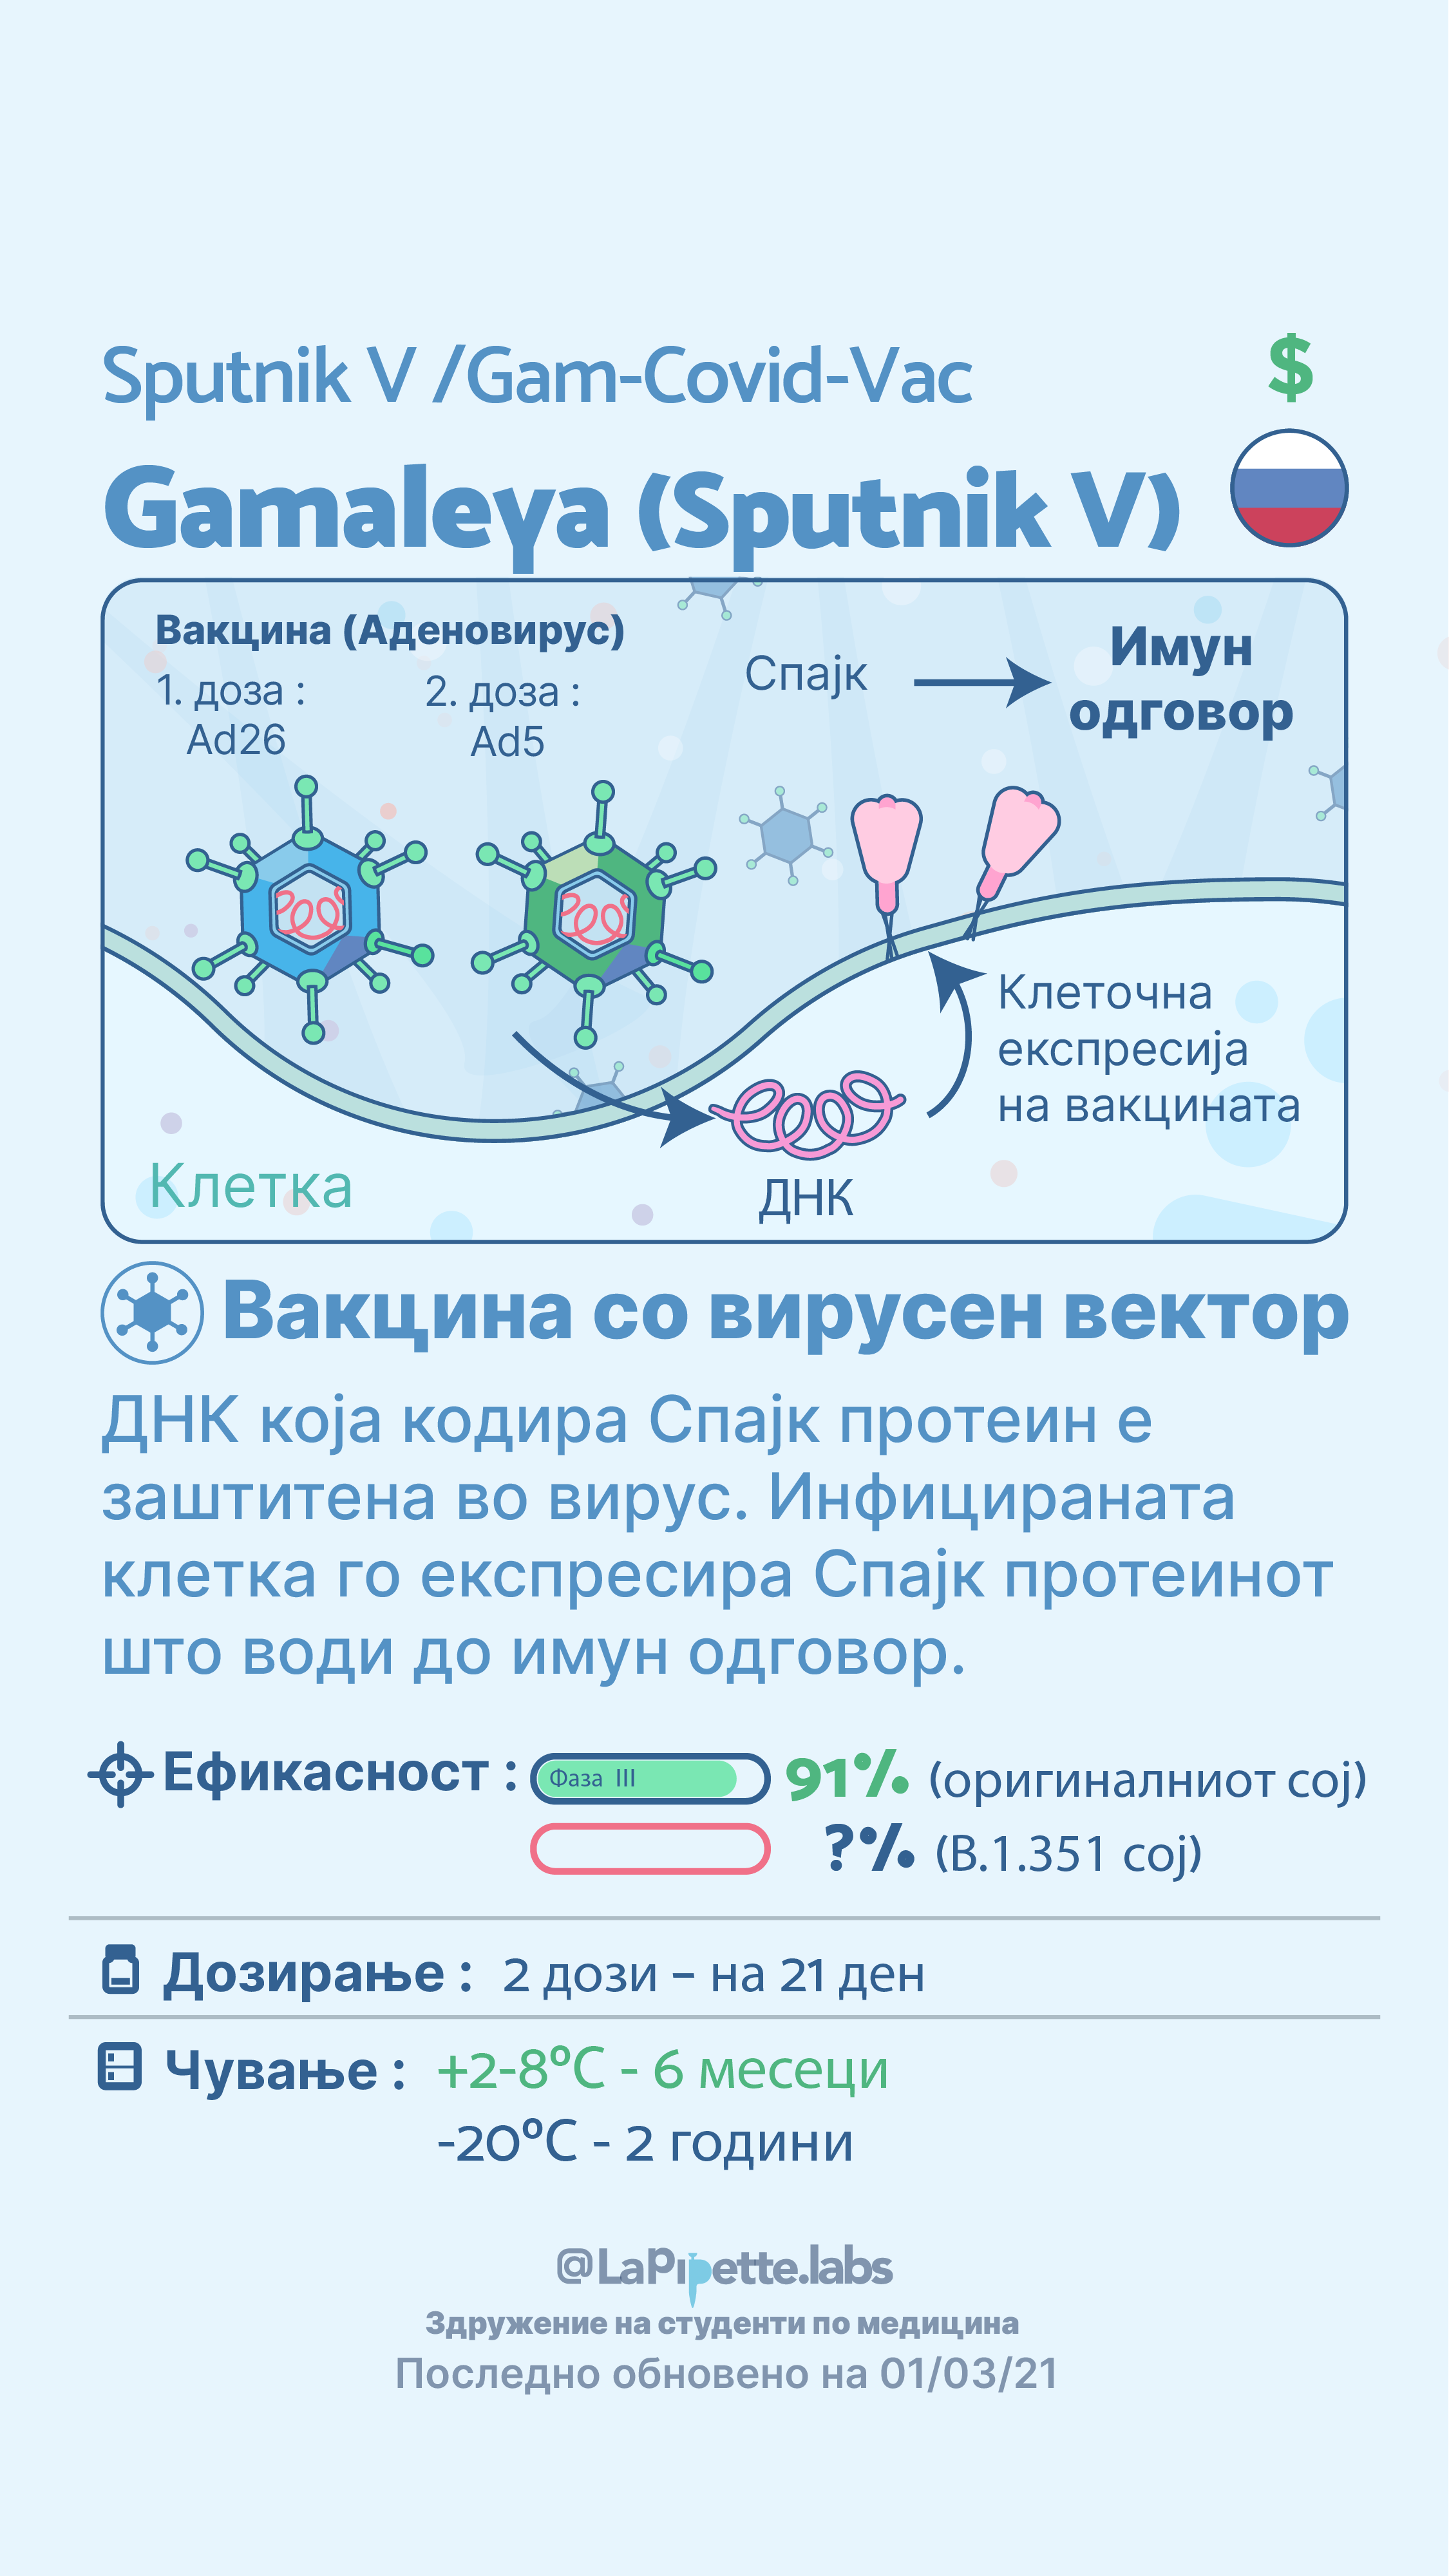 Sputnik V /Gam-Covid-Vac
$
Gamaleya (Sputnik V)
Вакцина (Аденовирус)
1. доза :
Ad26
2. доза :
Ad5
Спајк
Имун
одговор
Клеточна
експресија
на вакцината
ДНК
Клетка
Вакцина со вирусен вектор
ДНК која кодира Спајк протеин е
заштитена во вирус. Инфицираната
клетка го експресира Спајк протеинот
што води до имун одговор.
Ефикасност : Фаза III 91% (оригиналниот сој)
?% (B.1.351 сој)
Дозирање : 2 дози – на 21 ден
Чување : +2-8°C - 6 месеци
-20°C - 2 години
@LaPipette.labs
Здружение на студенти по медицина
Последно обновено на 01/03/21